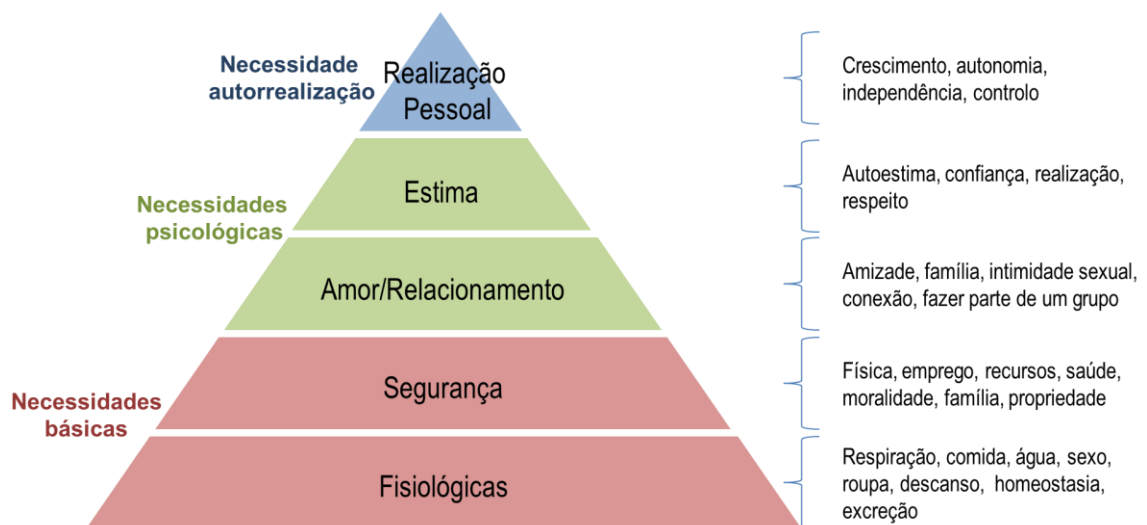 Necessidade
autorrealização
Realização
Pessoal
Crescimento, autonomia,
independência, controlo
Necessidades
psicológicas
Estima
Autoestima, confiança, realização,
respeito
Amor/Relacionamento
Amizade, família, intimidade sexual,
conexão, fazer parte de um grupo
Necessidades
básicas
Segurança
Física, emprego, recursos, saúde,
moralidade, família, propriedade
Fisiológicas
Respiração, comida, água, sexo,
roupa, descanso, homeostasia,
excreção